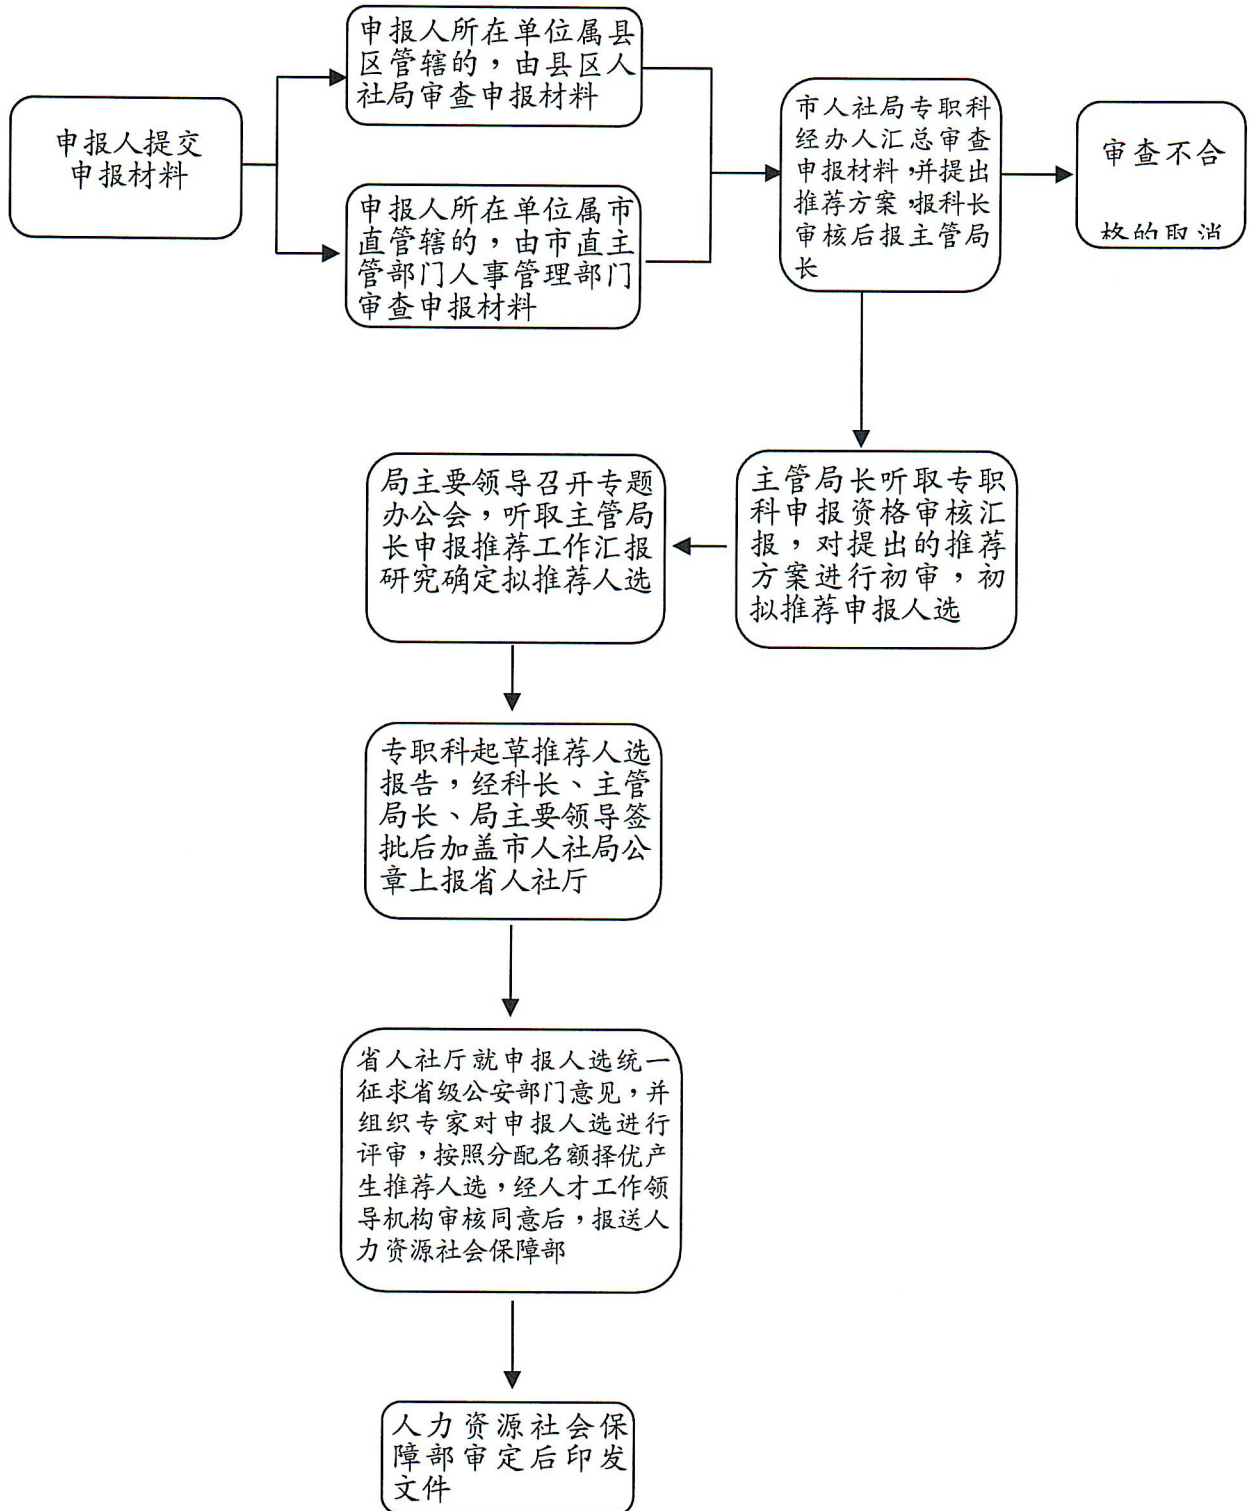 申报人提交
申报材料
申报人所在单位属县
区管辖的，由县区人
社局审查申报材料
申报人所在单位属市
直管辖的，由市直主
管部门人事管理部门
审查申报材料
市人社局专职科
经办人汇总审查
申报材料，并提出
推荐方案，报科长
审核后报主管局
长
审查不合
格的取消
主管局长听取专职
科申报资格审核汇
报，对提出的推荐
方案进行初审，初
拟推荐申报人选
局主要领导召开专题
办公会，听取主管局
长申报推荐工作汇报
研究确定拟推荐人选
专职科起草推荐人选
报告，经科长、主管
局长、局主要领导签
批后加盖市人社局公
章上报省人社厅
省人社厅就申报人选统一
征求省级公安部门意见，并
组织专家对申报人选进行
评审，按照分配名额择优产
生推荐人选，经人才工作领
导机构审核同意后，报送人
力资源社会保障部
人力资源社会保
障部审定后印发
文件